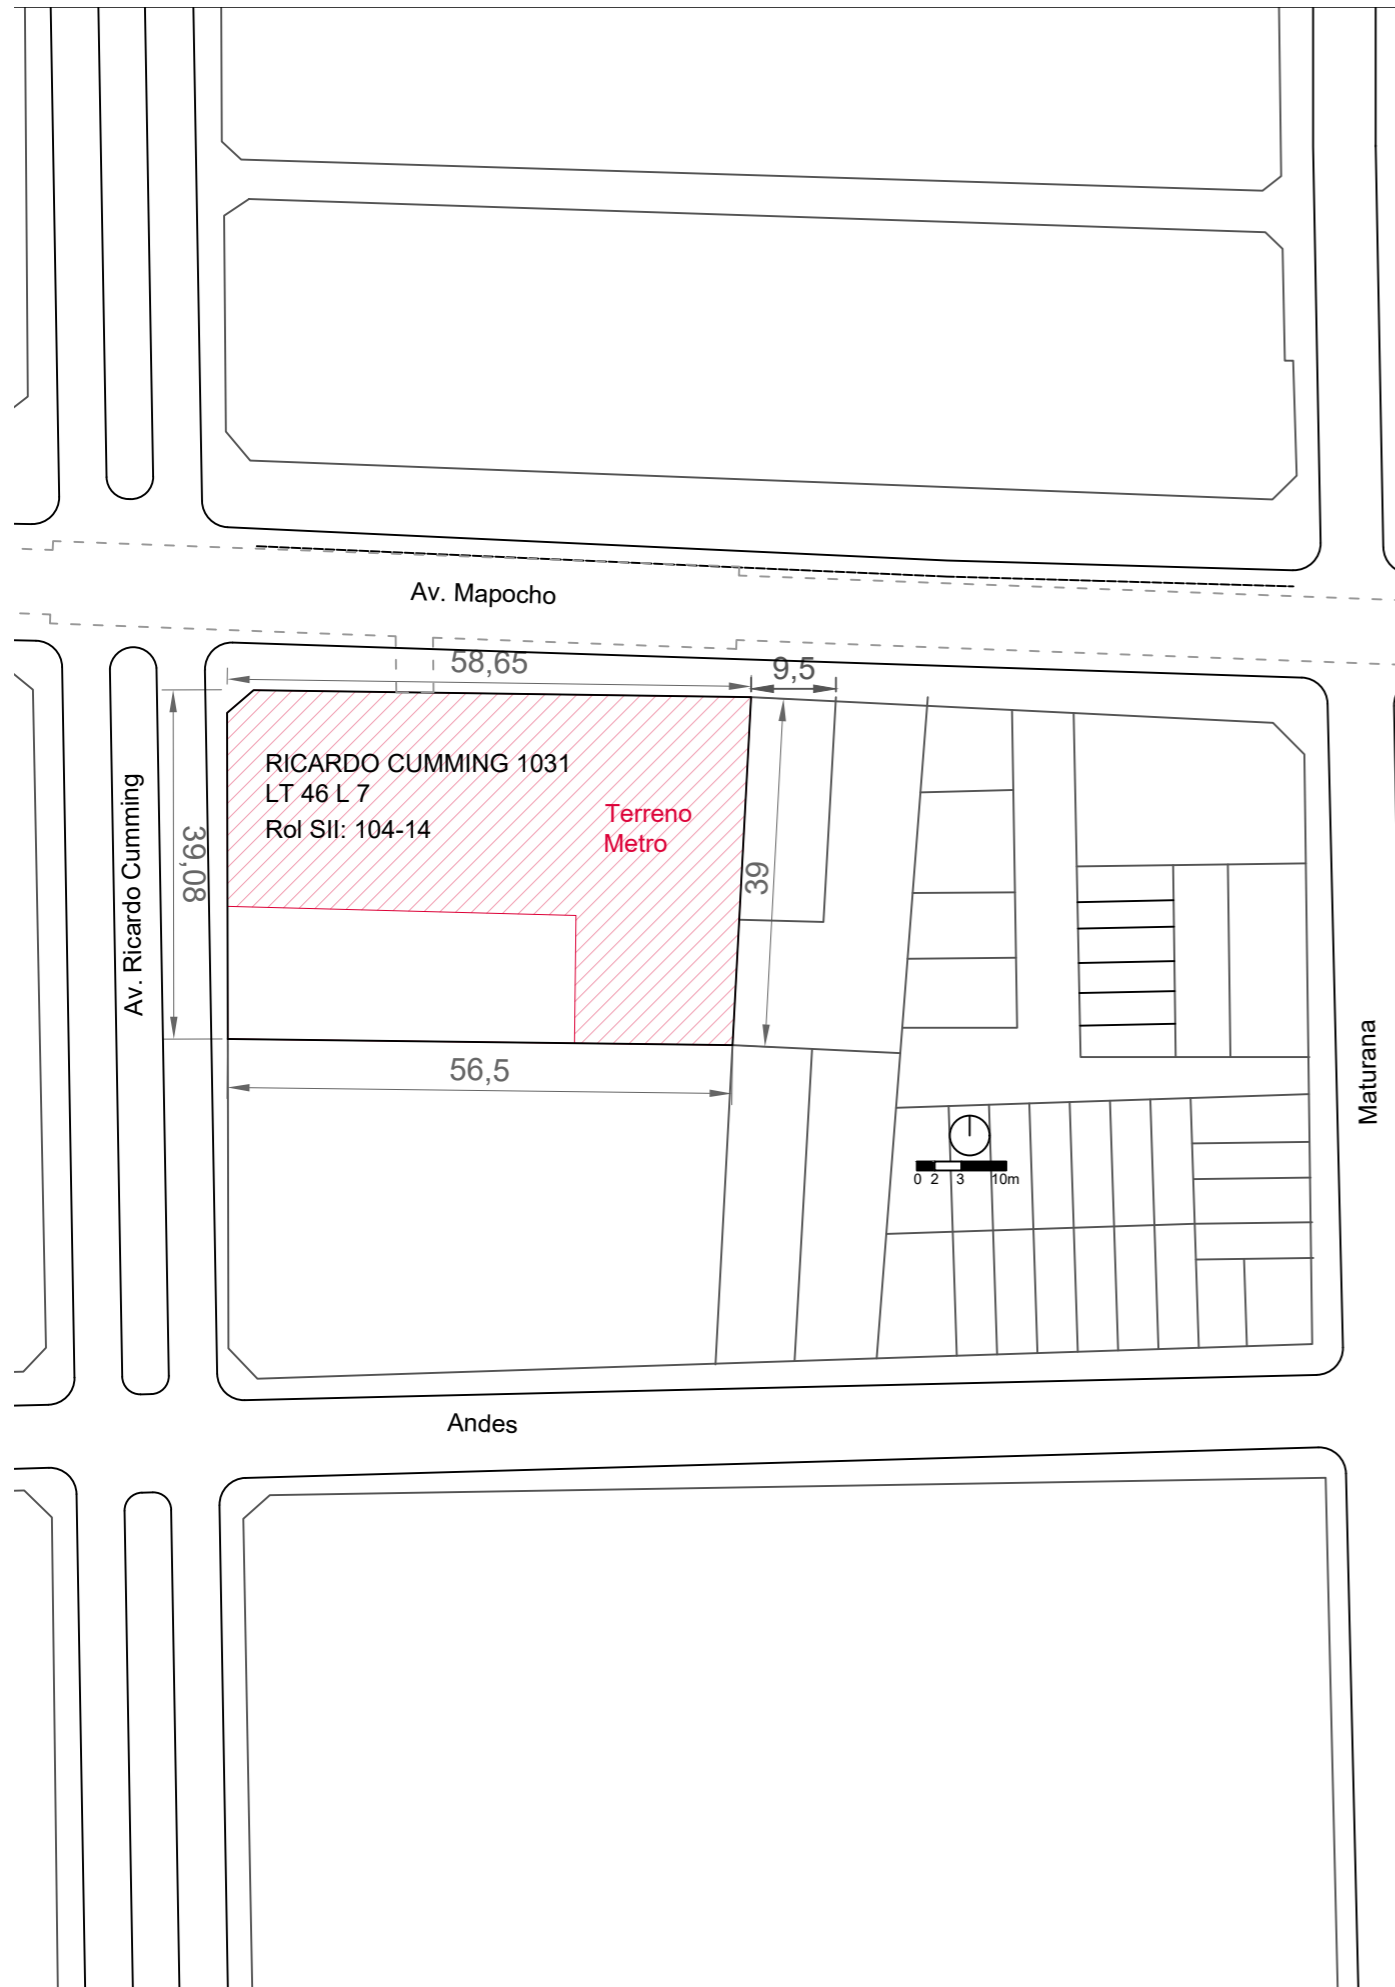 Av. Mapocho
58,65
9,5
RICARDO CUMMING 1031
LT 46 L 7
Rol SII: 104-14
Terreno
Metro
Av. Ricardo Cumming
39,08
39
56,5
Maturana
0 2 3 10m
Andes